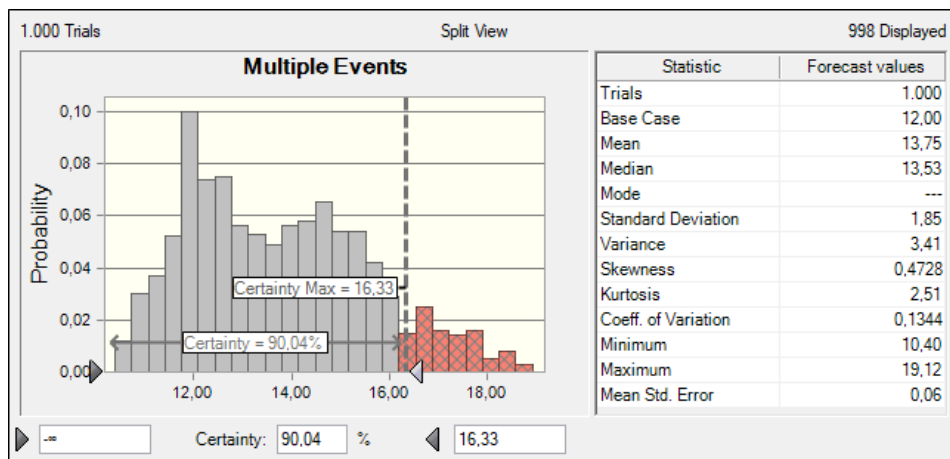 1.000 Trials Split View 998 Displayed
Multiple Events
Probability
0,10
0,08
0,06
0,04
0,02
0,00
Certainty Max = 16,33
Certainty = 90,04%
12,00 14,00 16,00 18,00
Statistic Forecast values
Trials 1.000
Base Case 12,00
Mean 13,75
Median 13,53
Mode ---
Standard Deviation 1,85
Variance 3,41
Skewness 0,4728
Kurtosis 2,51
Coeff. of Variation 0,1344
Minimum 10,40
Maximum 19,12
Mean Std. Error 0,06
-∞ Certainty: 90,04 % 16,33